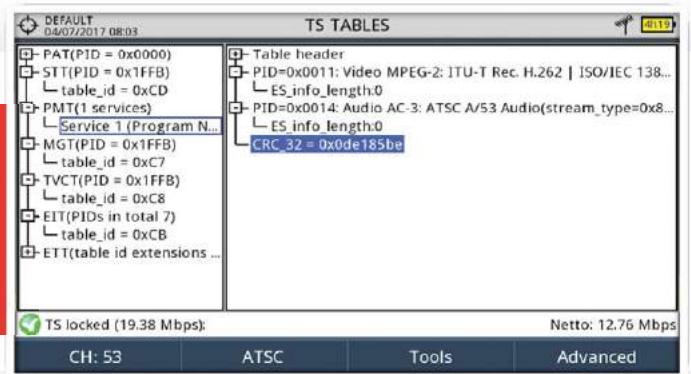 DEFAULT
04/07/2017 08:03
TS TABLES
4h19
PAT(PID = 0x0000)
STT(PID = 0x1FFB)
table_id = 0xCD
PMT(1 services)
Service 1 (Program N...
MGT(PID = 0x1FFB)
table_id = 0xC7
TVCT(PID = 0x1FFB)
table_id = 0xC8
EIT(PIDs in total 7)
table_id = 0xCB
ETT(table id extensions ...
Table header
PID=0x0011: Video MPEG-2: ITU-T Rec. H.262 | ISO/IEC 138...
ES_info_length:0
PID=0x0014: Audio AC-3: ATSC A/53 Audio(stream_type=0x8...
ES_info_length:0
CRC_32 = 0x0de185be
TS locked (19.38 Mbps):
Netto: 12.76 Mbps
CH: 53
ATSC
Tools
Advanced